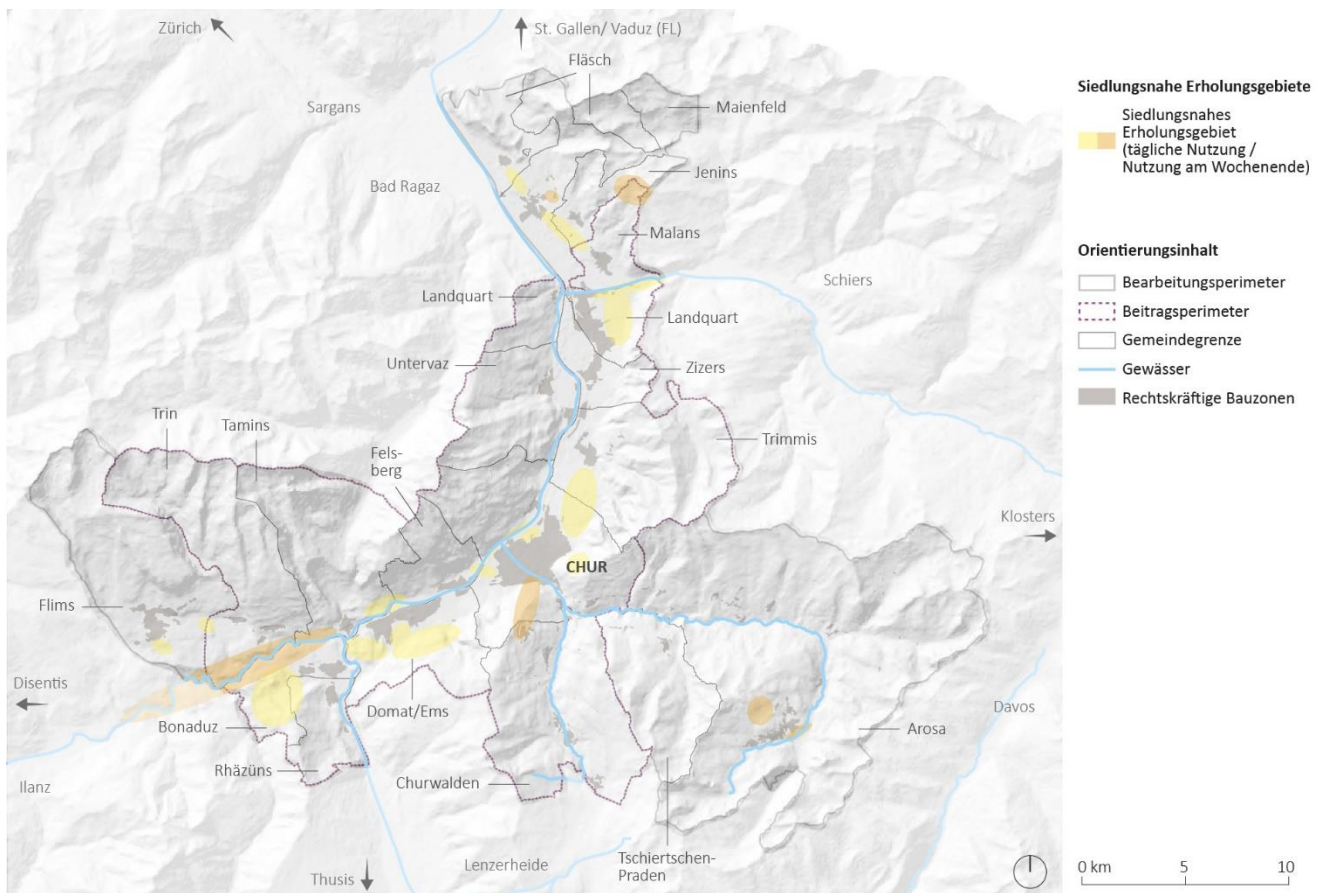 Zürich
St. Gallen/ Vaduz (FL)
Fläsch
Maienfeld
Sargans
Jenins
Bad Ragaz
Malans
Schiers
Landquart
Landquart
Untervaz
Zizers
Trin
Tamins
Trimmis
Fels-
berg
Klosters
CHUR
Flims
Disentis
Domat/Ems
Davos
Bonaduz
Arosa
Rhäzüns
Churwalden
Ilanz
Tschiertschen-
Praden
Lenzerheide
Thusis
Siedlungsnahe Erholungsgebiete
Siedlungsnahes
Erholungsgebiet
(tägliche Nutzung /
Nutzung am Wochenende)
Orientierungsinhalt
Bearbeitungsperimeter
Beitragsperimeter
Gemeindegrenze
Gewässer
Rechtskräftige Bauzonen
0 km 5 10